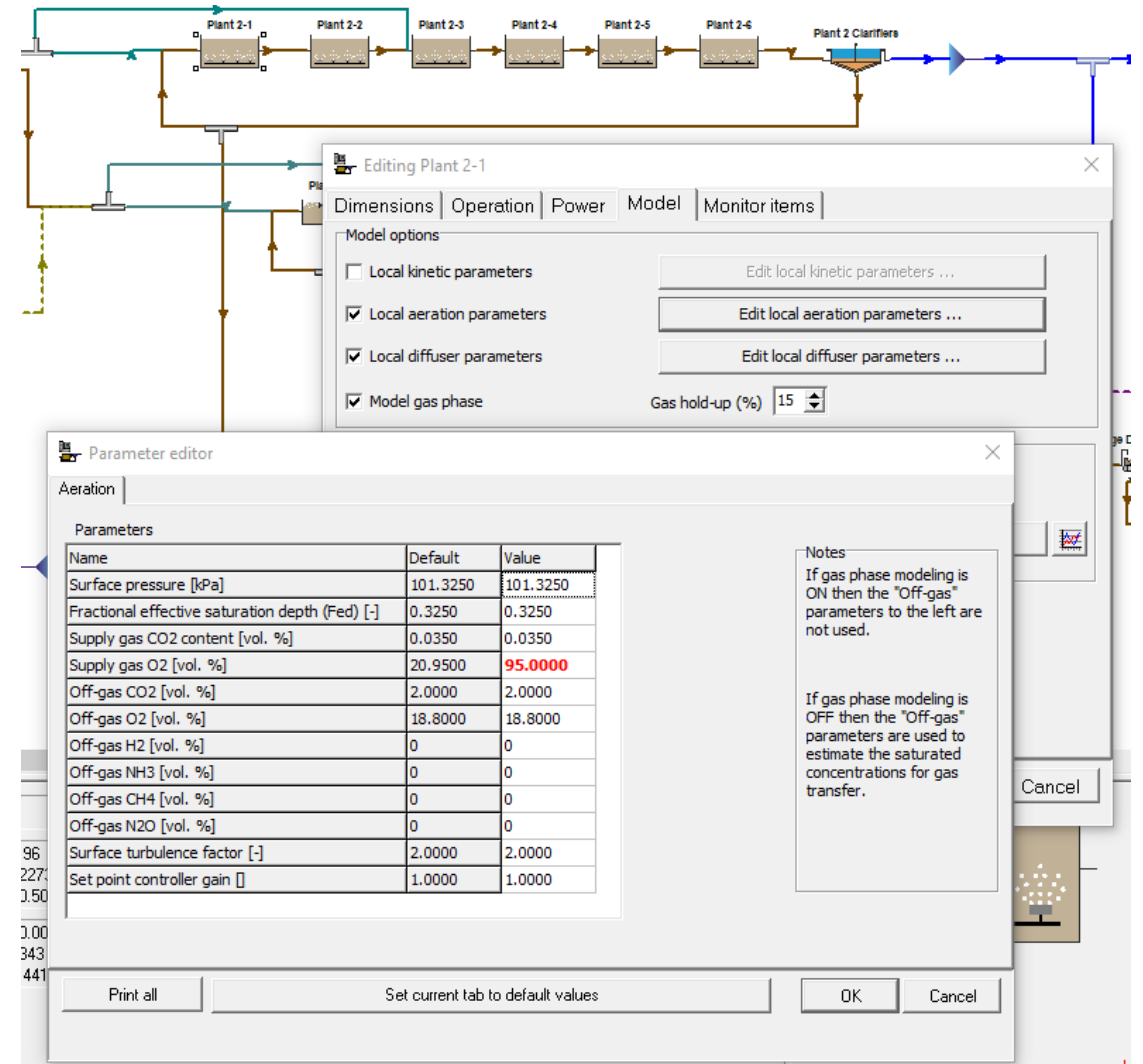 Plant 2-1
Plant 2-2
Plant 2-3
Plant 2-4
Plant 2-5
Plant 2-6
Plant 2 Clarifiers
Editing Plant 2-1
Dimensions
Operation
Power
Model
Monitor items
Model options
Local kinetic parameters
Edit local kinetic parameters ...
Local aeration parameters
Edit local aeration parameters ...
Local diffuser parameters
Edit local diffuser parameters ...
Model gas phase
Gas hold-up (%) 15
Parameter editor
Aeration
Parameters
Name Default Value
Surface pressure [kPa] 101.3250 101.3250
Fractional effective saturation depth (Fed) [-] 0.3250 0.3250
Supply gas CO2 content [vol. %] 0.0350 0.0350
Supply gas O2 [vol. %] 20.9500 95.0000
Off-gas CO2 [vol. %] 2.0000 2.0000
Off-gas O2 [vol. %] 18.8000 18.8000
Off-gas H2 [vol. %] 0 0
Off-gas NH3 [vol. %] 0 0
Off-gas CH4 [vol. %] 0 0
Off-gas N2O [vol. %] 0 0
Surface turbulence factor [-] 2.0000 2.0000
Set point controller gain [] 1.0000 1.0000
Notes
If gas phase modeling is
ON then the "Off-gas"
parameters to the left are
not used.
If gas phase modeling is
OFF then the "Off-gas"
parameters are used to
estimate the saturated
concentrations for gas
transfer.
Cancel
96
343
441
Print all
Set current tab to default values
OK
Cancel